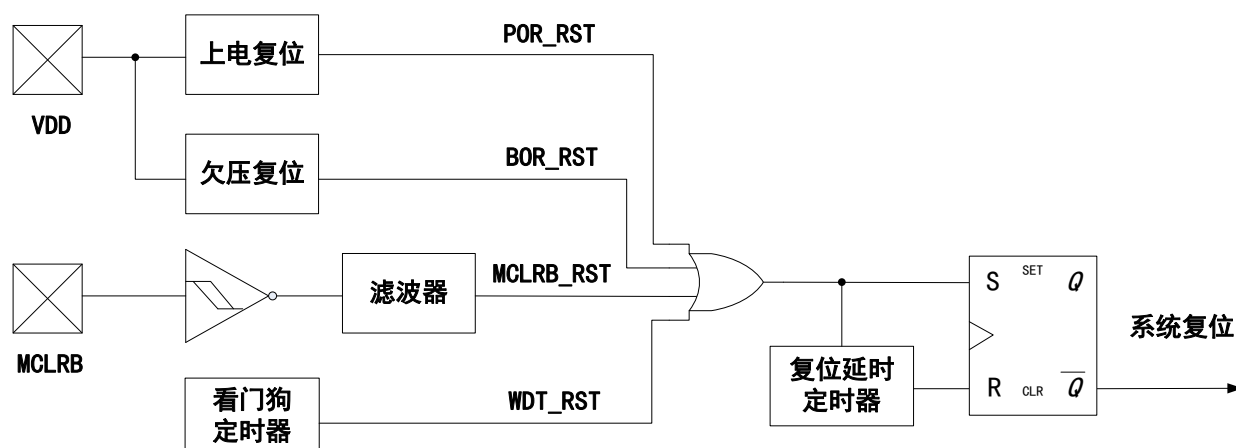 VDD
上电复位
POR_RST
欠压复位
BOR_RST
MCLRB
滤波器
MCLRB_RST
看门狗
定时器
WDT_RST
复位延时
定时器
S SET Q
R CLR Q̅
系统复位